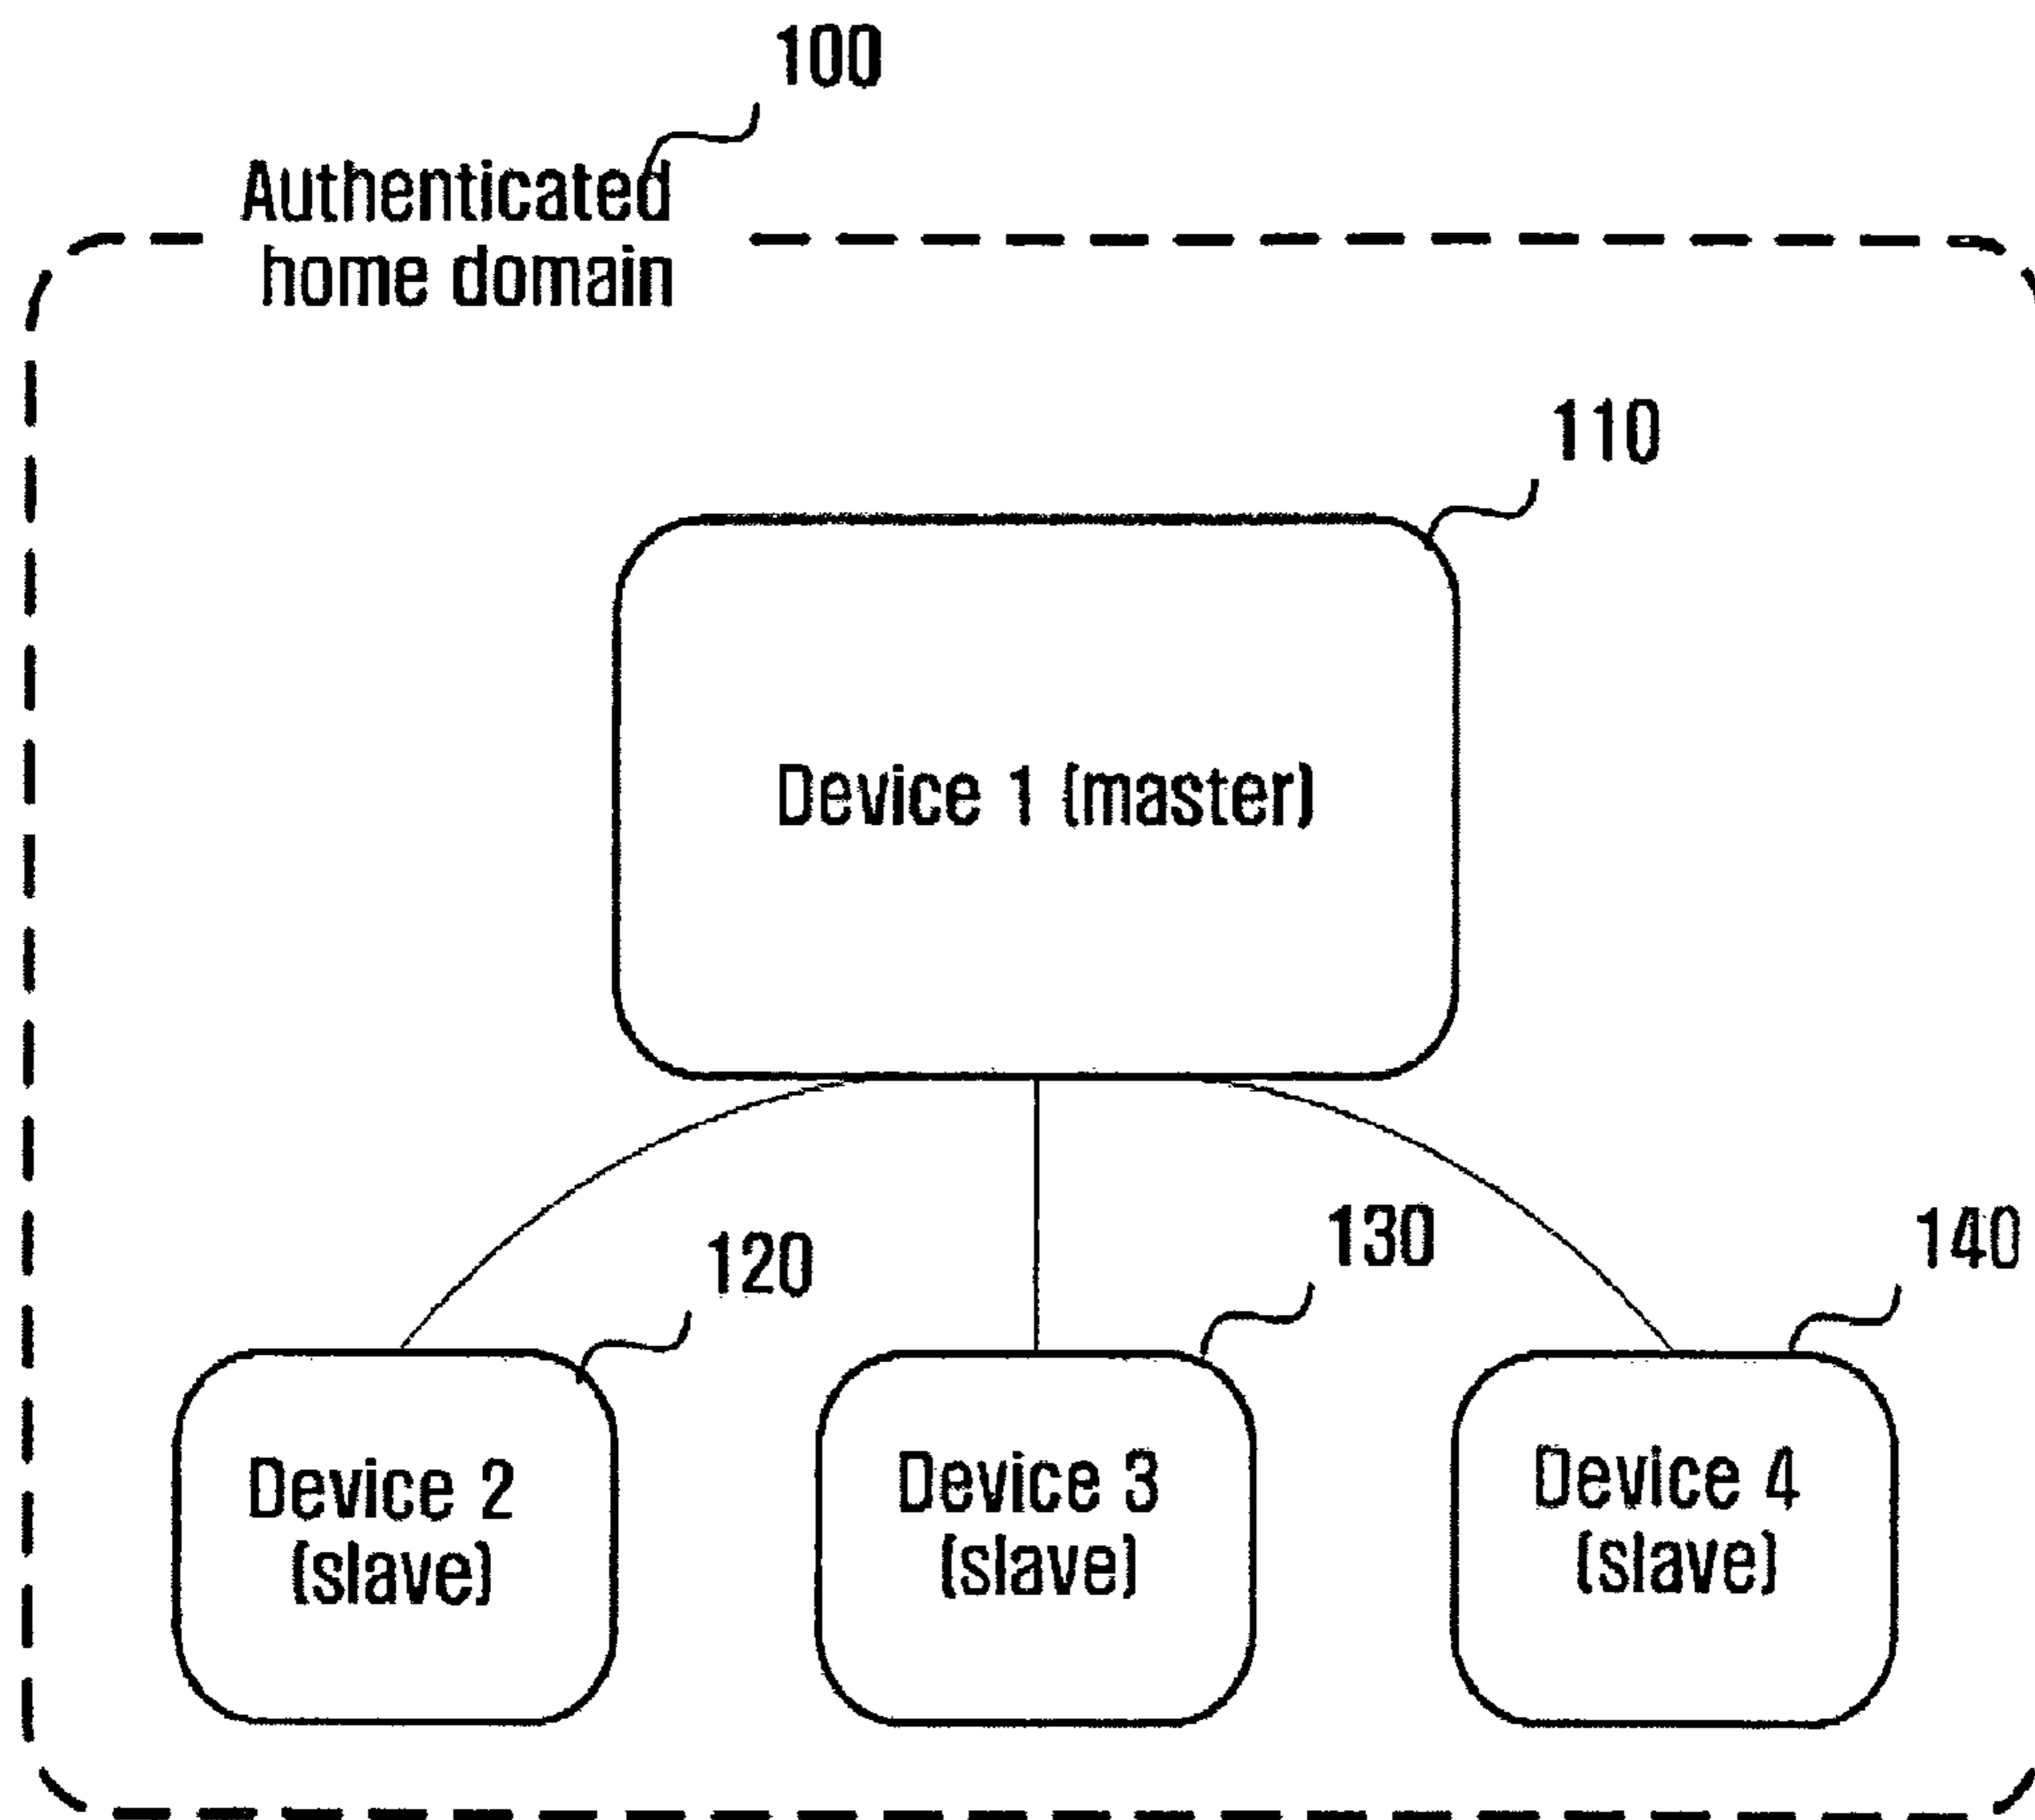 100
Authenticated
home domain
110
Device 1 (master)
120
130
140
Device 2
(slave)
Device 3
(slave)
Device 4
(slave)